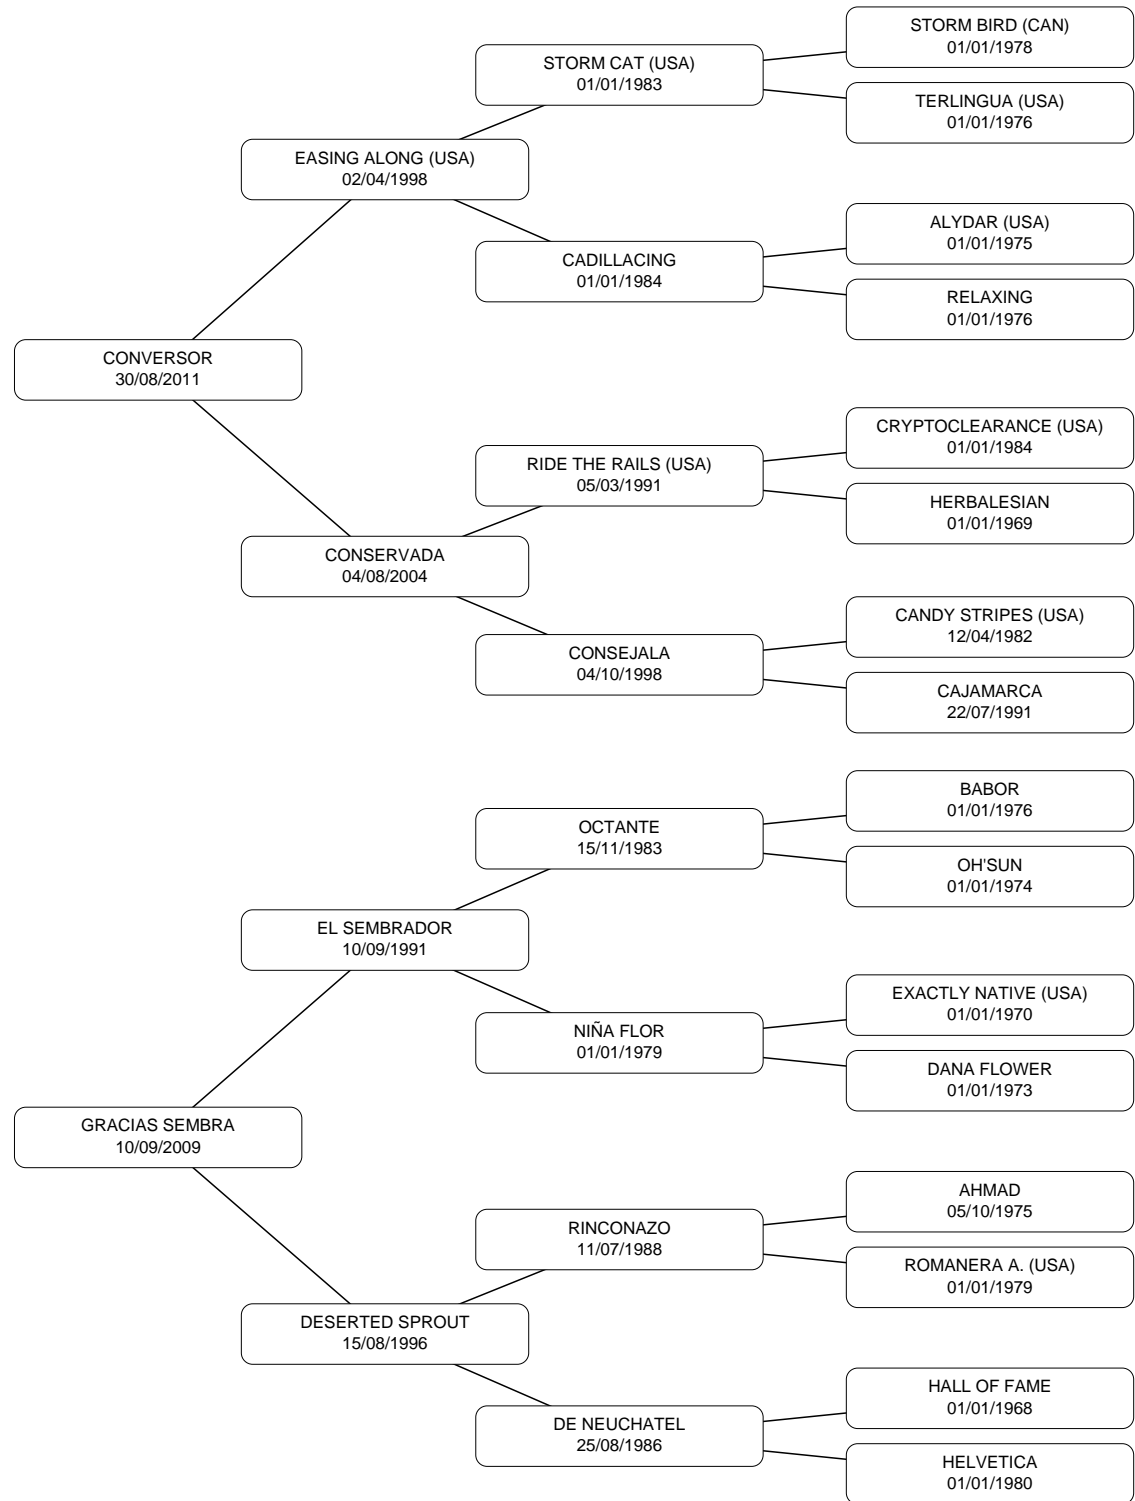 STORM BIRD (CAN)
01/01/1978
STORM CAT (USA)
01/01/1983
TERLINGUA (USA)
01/01/1976
EASING ALONG (USA)
02/04/1998
ALYDAR (USA)
01/01/1975
CADILLACING
01/01/1984
RELAXING
01/01/1976
CONVERSOR
30/08/2011
CRYPTOCLEARANCE (USA)
01/01/1984
RIDE THE RAILS (USA)
05/03/1991
HERBALESIAN
01/01/1969
CONSERVADA
04/08/2004
CANDY STRIPES (USA)
12/04/1982
CONSEJALA
04/10/1998
CAJAMARCA
22/07/1991
BABOR
01/01/1976
OCTANTE
15/11/1983
OH'SUN
01/01/1974
EL SEMBRADOR
10/09/1991
EXACTLY NATIVE (USA)
01/01/1970
NIÑA FLOR
01/01/1979
DANA FLOWER
01/01/1973
GRACIAS SEMBRA
10/09/2009
AHMAD
05/10/1975
RINCONAZO
11/07/1988
ROMANERA A. (USA)
01/01/1979
DESERTED SPROUT
15/08/1996
HALL OF FAME
01/01/1968
DE NEUCHATEL
25/08/1986
HELVETICA
01/01/1980